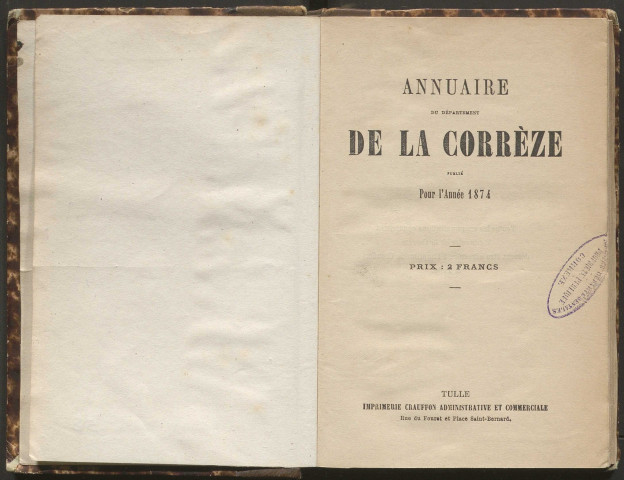 ANNUAIRE
DU DÉPARTEMENT
DE LA CORRÈZE
PUBLIÉ
Pour l'Année 1874
PRIX : 2 FRANCS
CORRÈZE
TULLE
IMPRIMERIE CRAUFFON ADMINISTRATIVE ET COMMERCIALE
Rue du Fouret et Place Saint-Bernard.